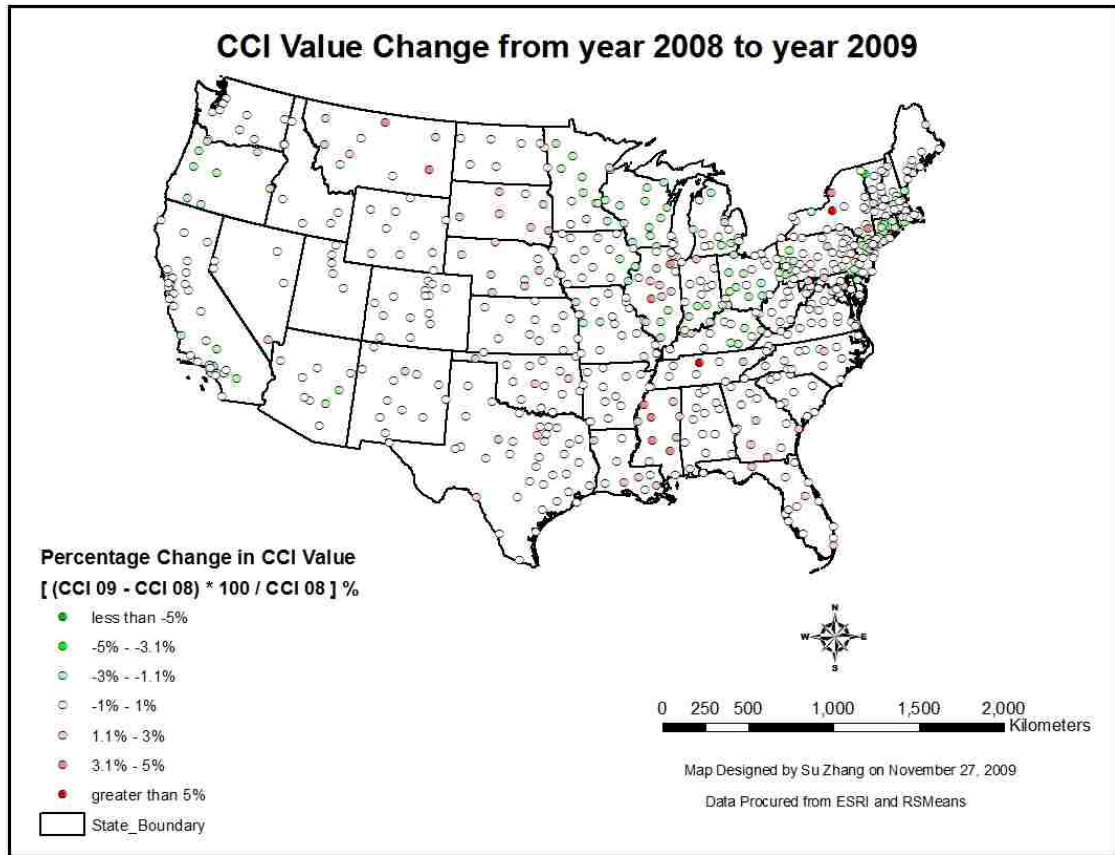 CCI Value Change from year 2008 to year 2009
Percentage Change in CCI Value
[ (CCI 09 - CCI 08) * 100 / CCI 08 ] %
less than -5%
-5% - -3.1%
-3% - -1.1%
-1% - 1%
1.1% - 3%
3.1% - 5%
greater than 5%
State_Boundary
N
W E
S
0 250 500 1,000 1,500 2,000
Kilometers
Map Designed by Su Zhang on November 27, 2009
Data Procured from ESRI and RSMeans